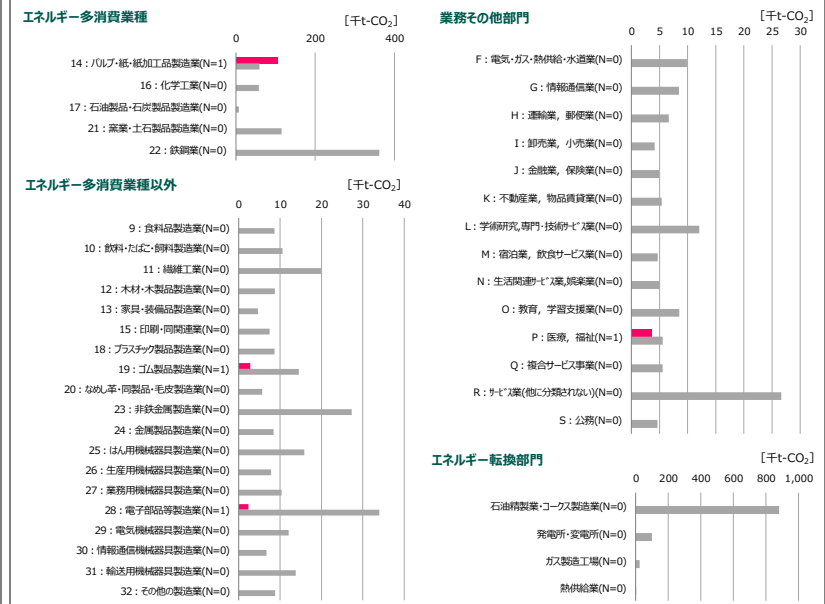 エネルギー多消費業種
[千t-CO₂]
0 200 400
14：パルプ・紙・紙加工品製造業(N=1)
16：化学工業(N=0)
17：石油製品・石炭製品製造業(N=0)
21：窯業・土石製品製造業(N=0)
22：鉄鋼業(N=0)
エネルギー多消費業種以外
[千t-CO₂]
0 10 20 30 40
9：食料品製造業(N=0)
10：飲料・たばこ・飼料製造業(N=0)
11：繊維工業(N=0)
12：木材・木製品製造業(N=0)
13：家具・装備品製造業(N=0)
15：印刷・同関連業(N=0)
18：プラスチック製品製造業(N=0)
19：ゴム製品製造業(N=1)
20：なめし革・同製品・毛皮製造業(N=0)
23：非鉄金属製造業(N=0)
24：金属製品製造業(N=0)
25：はん用機械器具製造業(N=0)
26：生産用機械器具製造業(N=0)
27：業務用機械器具製造業(N=0)
28：電子部品等製造業(N=1)
29：電気機械器具製造業(N=0)
30：情報通信機械器具製造業(N=0)
31：輸送用機械器具製造業(N=0)
32：その他の製造業(N=0)
業務その他部門
[千t-CO₂]
0 5 10 15 20 25 30
F：電気・ガス・熱供給・水道業(N=0)
G：情報通信業(N=0)
H：運輸業，郵便業(N=0)
I：卸売業，小売業(N=0)
J：金融業，保険業(N=0)
K：不動産業，物品賃貸業(N=0)
L：学術研究,専門・技術サービス業(N=0)
M：宿泊業，飲食サービス業(N=0)
N：生活関連サービス業,娯楽業(N=0)
O：教育，学習支援業(N=0)
P：医療，福祉(N=1)
Q：複合サービス事業(N=0)
R：サービス業(他に分類されない)(N=0)
S：公務(N=0)
エネルギー転換部門
[千t-CO₂]
0 200 400 600 800 1,000
石油精製業・コークス製造業(N=0)
発電所・変電所(N=0)
ガス製造工場(N=0)
熱供給業(N=0)